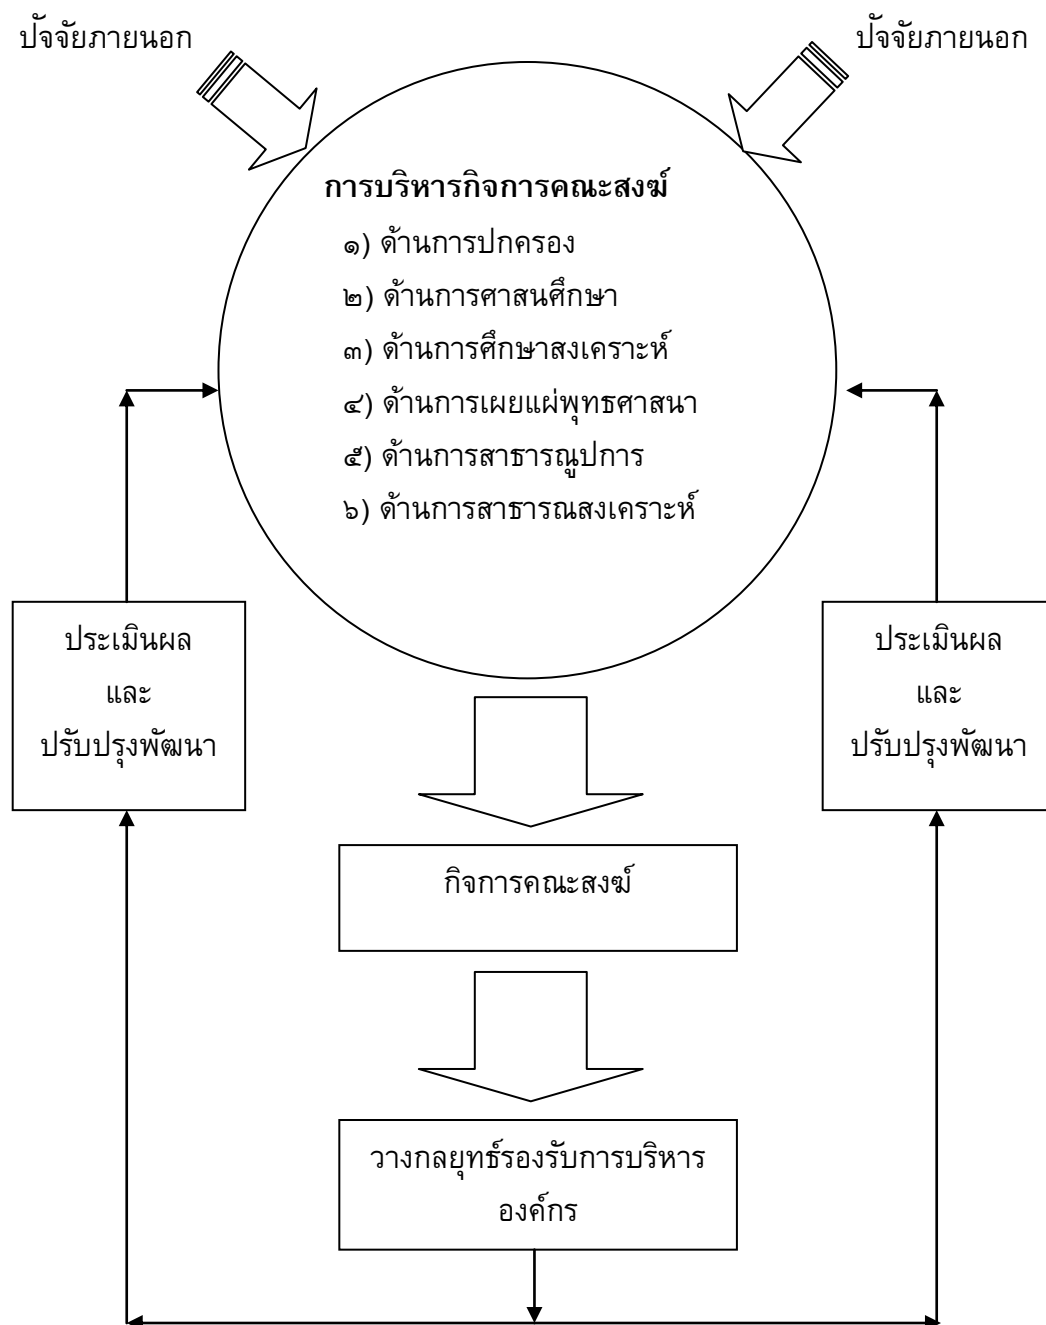 ปัจจัยภายนอก
ปัจจัยภายนอก
การบริหารกิจการคณะสงฆ์
๑) ด้านการปกครอง
๒) ด้านการศาสนศึกษา
๓) ด้านการศึกษาสงเคราะห์
๔) ด้านการเผยแผ่พุทธศาสนา
๕) ด้านการสาธารณูปการ
๖) ด้านการสาธารณสงเคราะห์
ประเมินผล
และ
ปรับปรุงพัฒนา
ประเมินผล
และ
ปรับปรุงพัฒนา
กิจการคณะสงฆ์
วางกลยุทธ์รองรับการบริหาร
องค์กร